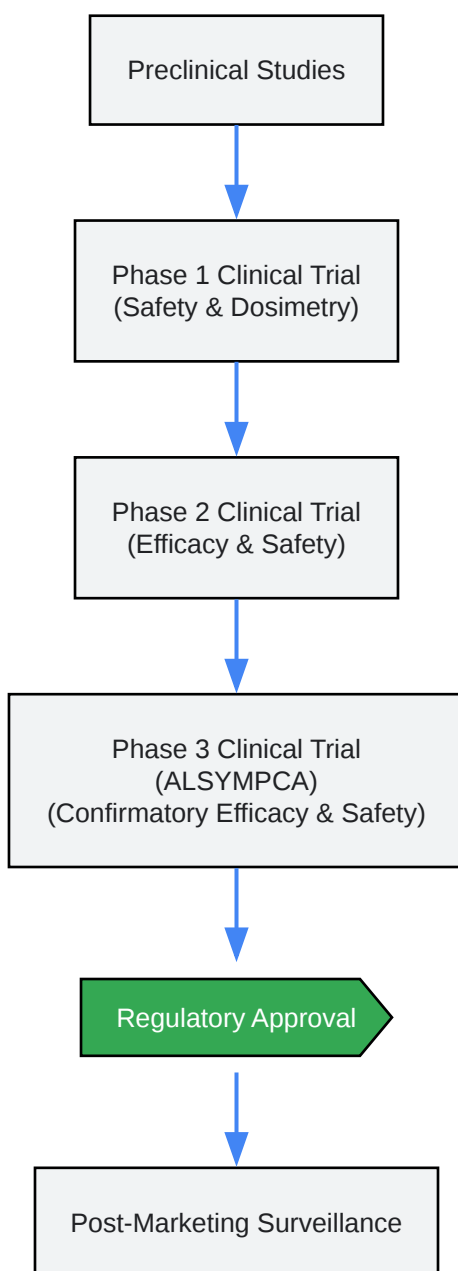 Preclinical Studies
Phase 1 Clinical Trial
(Safety & Dosimetry)
Phase 2 Clinical Trial
(Efficacy & Safety)
Phase 3 Clinical Trial
(ALSYMPCA)
(Confirmatory Efficacy & Safety)
Regulatory Approval
Post-Marketing Surveillance